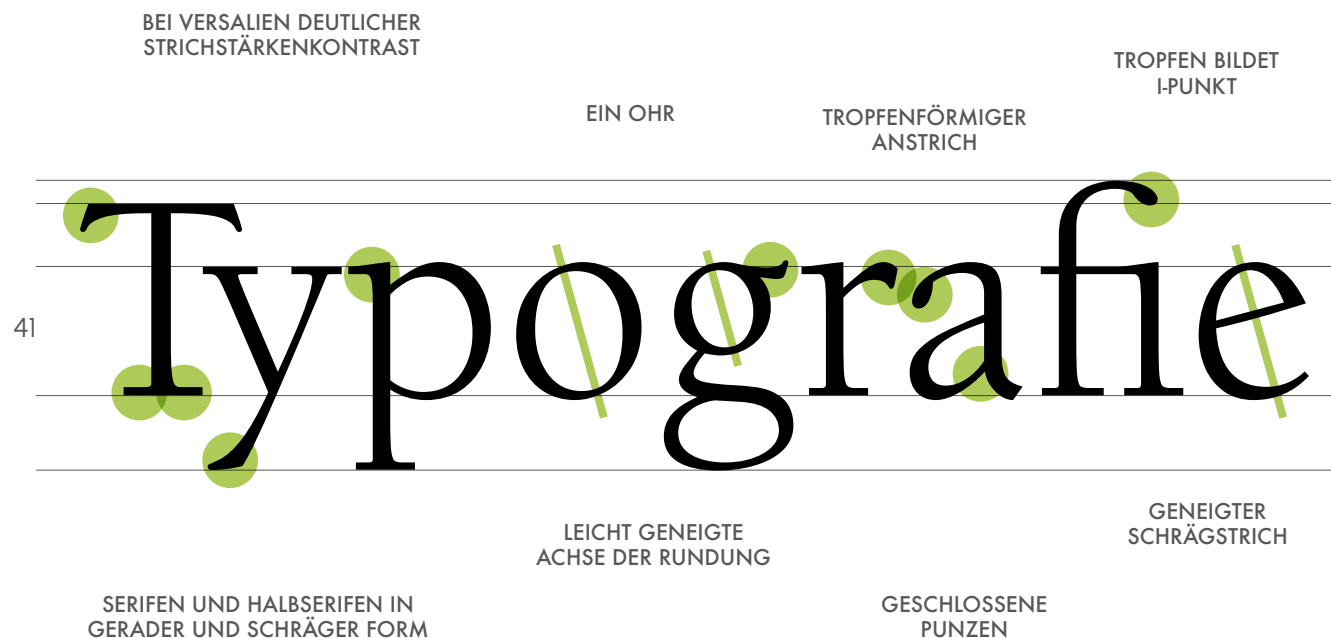 BEI VERSALIEN DEUTLICHER
STRICHSTÄRKENKONTRAST
TROPFEN BILDET
I-PUNKT
EIN OHR
TROPFENFÖRMIGER
ANSTRICH
41
Typografie
LEICHT GENEIGTE
ACHSE DER RUNDUNG
GENEIGTER
SCHRÄGSTRICH
SERIFEN UND HALBSERIFEN IN
GERADER UND SCHRÄGER FORM
GESCHLOSSENE
PUNZEN